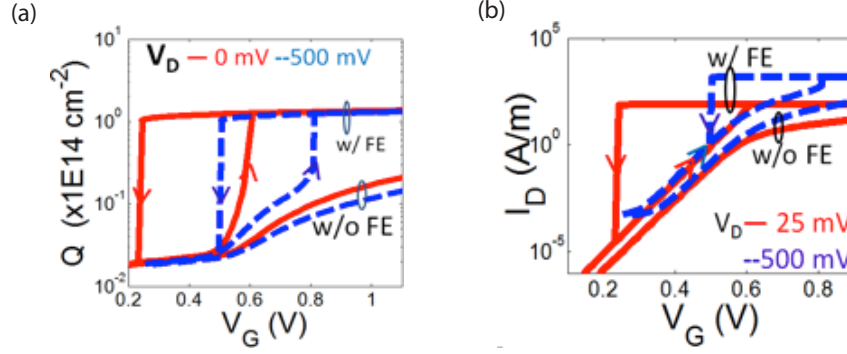 (a)
Q (x1E14 cm⁻²)
10¹
10⁰
10⁻¹
10⁻²
V_D — 0 mV --500 mV
w/ FE
w/o FE
0.2 0.4 0.6 0.8 1
V_G (V)
(b)
I_D (A/m)
10⁵
10⁰
10⁻⁵
w/ FE
w/o FE
V_D — 25 mV
--500 mV
0.2 0.4 0.6 0.8
V_G (V)